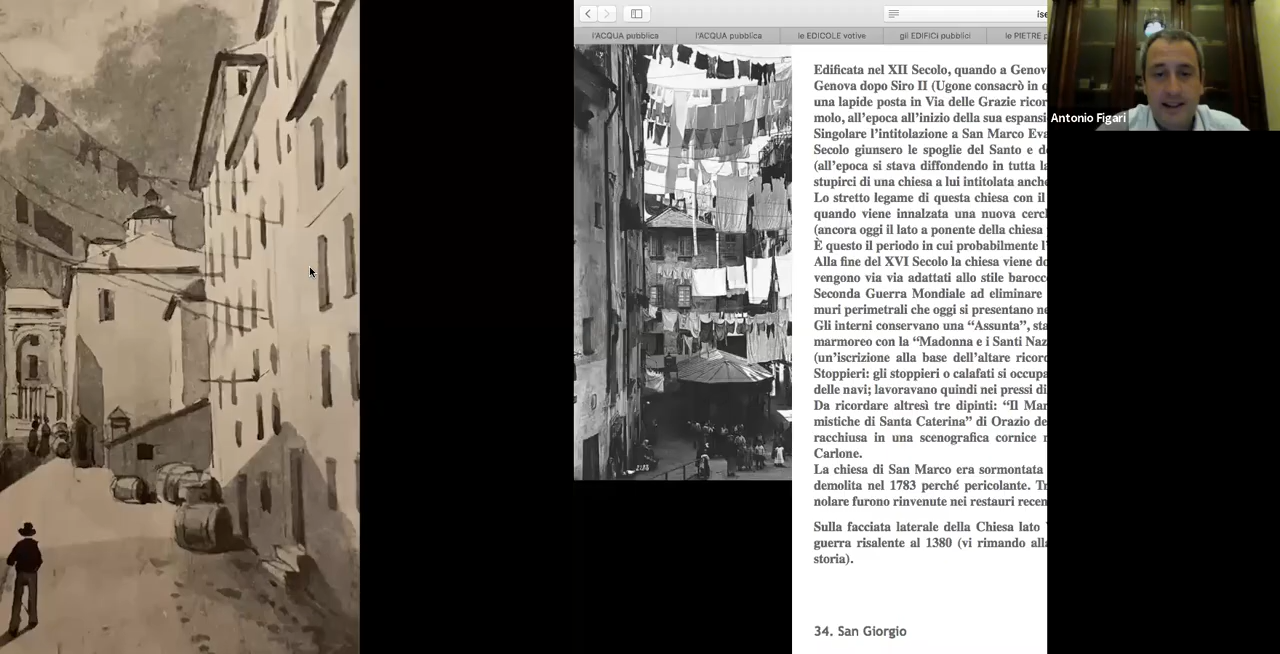 ise
l'ACQUA pubblica
l'ACQUA pubblica
le EDICOLE votive
gli EDIFICI pubblici
le PIETRE p
Antonio Figari
Edificata nel XII Secolo, quando a Genov
Genova dopo Siro II (Ugone consacrò in q
una lapide posta in Via delle Grazie ricor
molo, all'epoca all'inizio della sua espansi
Singolare l'intitolazione a San Marco Eva
Secolo giunsero le spoglie del Santo e d
(all'epoca si stava diffondendo in tutta la
stupirci di una chiesa a lui intitolata anche
Lo stretto legame di questa chiesa con il
quando viene innalzata una nuova cercl
(ancora oggi il lato a ponente della chiesa
È questo il periodo in cui probabilmente l'
Alla fine del XVI Secolo la chiesa viene do
vengono via via adattati allo stile barocc
Seconda Guerra Mondiale ad eliminare
muri perimetrali che oggi si presentano ne
Gli interni conservano una “Assunta”, sta
marmoreo con la “Madonna e i Santi Naz
(un'iscrizione alla base dell'altare ricord
Stoppieri: gli stoppieri o calafati si occupa
delle navi; lavoravano quindi nei pressi di
Da ricordare altresì tre dipinti: “Il Mar
mistiche di Santa Caterina” di Orazio de
racchiusa in una scenografica cornice
Carlone.
La chiesa di San Marco era sormontata
demolita nel 1783 perché pericolante. Tr
nolare furono rinvenute nei restauri recen
Sulla facciata laterale della Chiesa lato
guerra risalente al 1380 (vi rimando alla
storia).
34. San Giorgio